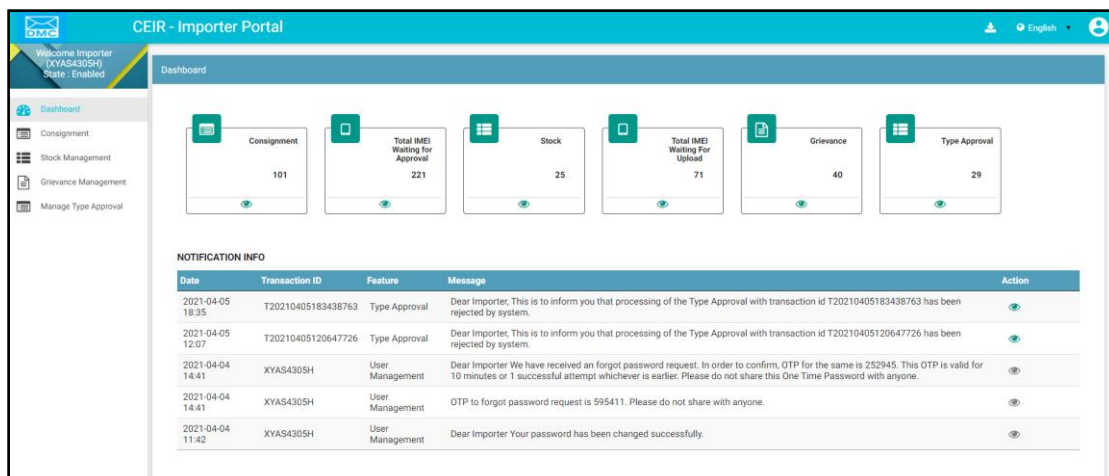 DMC
CEIR - Importer Portal
English
Welcome Importer
(XYAS4305H)
State : Enabled
Dashboard
Dashboard
Consignment
Stock Management
Grievance Management
Manage Type Approval
Consignment
101
Total IMEI
Waiting for
Approval
221
Stock
25
Total IMEI
Waiting For
Upload
71
Grievance
40
Type Approval
29
NOTIFICATION INFO
Date Transaction ID Feature Message Action
2021-04-05
18:35
T20210405183438763
Type Approval
Dear Importer, This is to inform you that processing of the Type Approval with transaction id T20210405183438763 has been
rejected by system.
2021-04-05
12:07
T20210405120647726
Type Approval
Dear Importer, This is to inform you that processing of the Type Approval with transaction id T20210405120647726 has been
rejected by system.
2021-04-04
14:41
XYAS4305H
User
Management
Dear Importer We have received an forgot password request. In order to confirm, OTP for the same is 252945. This OTP is valid for
10 minutes or 1 successful attempt whichever is earlier. Please do not share this One Time Password with anyone.
2021-04-04
14:41
XYAS4305H
User
Management
OTP to forgot password request is 595411. Please do not share with anyone.
2021-04-04
11:42
XYAS4305H
User
Management
Dear Importer Your password has been changed successfully.